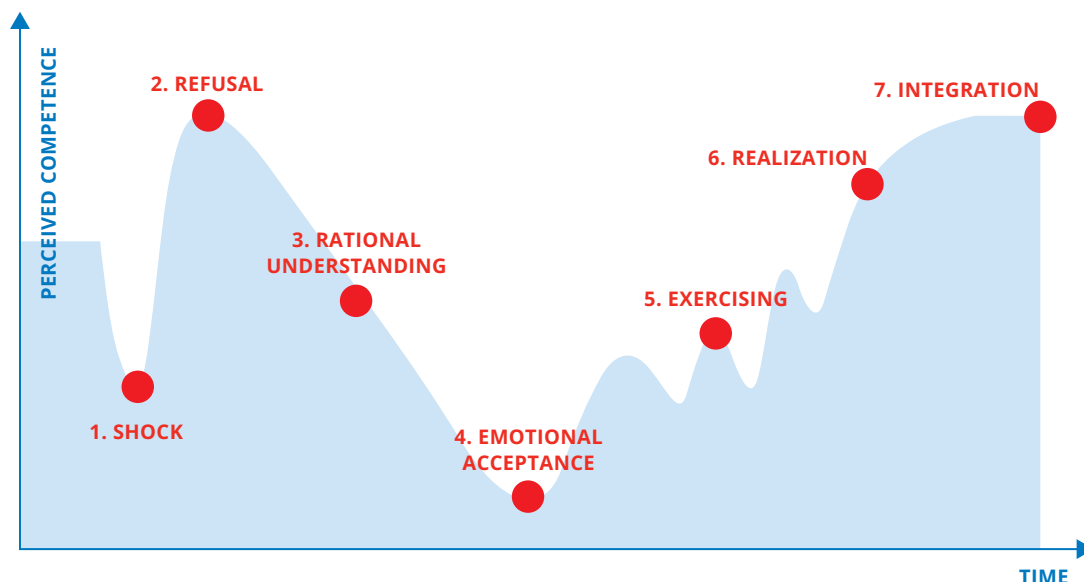 PERCEIVED COMPETENCE
2. REFUSAL
7. INTEGRATION
6. REALIZATION
3. RATIONAL
UNDERSTANDING
5. EXERCISING
1. SHOCK
4. EMOTIONAL
ACCEPTANCE
TIME